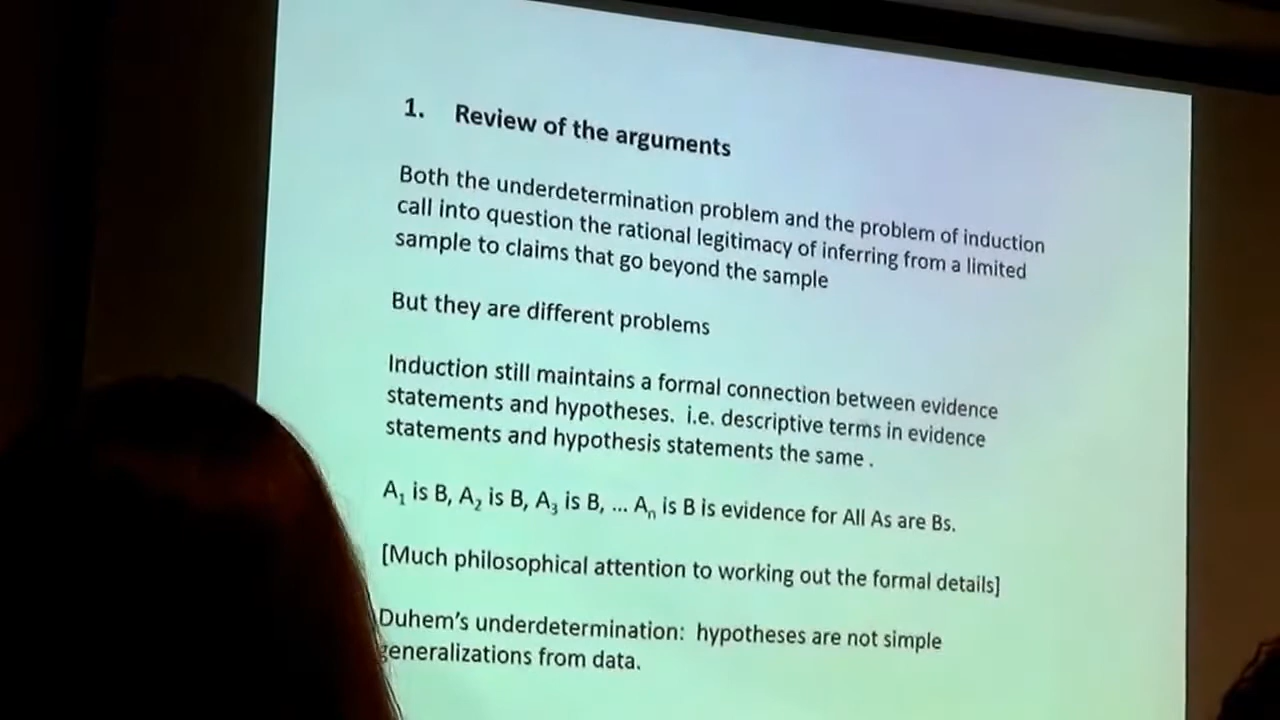 1. Review of the arguments
Both the underdetermination problem and the problem of induction
call into question the rational legitimacy of inferring from a limited
sample to claims that go beyond the sample
But they are different problems
Induction still maintains a formal connection between evidence
statements and hypotheses. i.e. descriptive terms in evidence
statements and hypothesis statements the same .
A₁ is B, A₂ is B, A₃ is B, ... Aₙ is B is evidence for All As are Bs.
[Much philosophical attention to working out the formal details]
Duhem's underdetermination: hypotheses are not simple
generalizations from data.